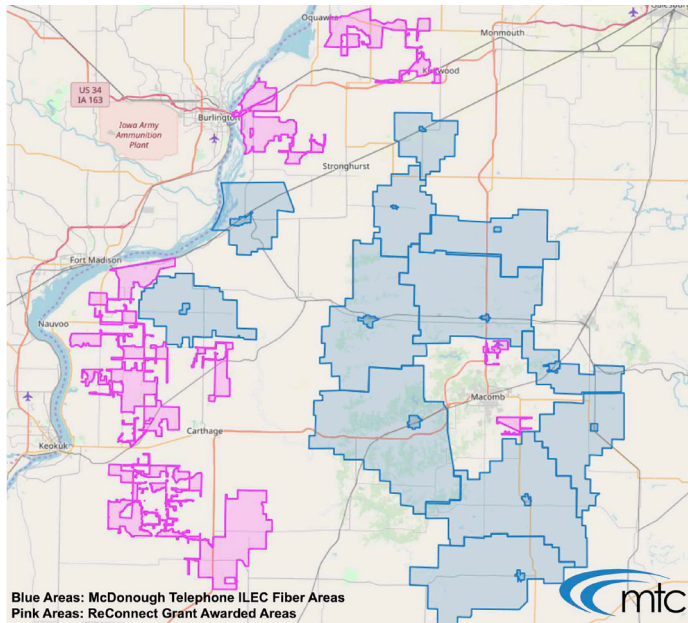 Oquawka
Galesburg
Monmouth
Kirkwood
US 34
IA 163
Burlington
Iowa Army
Ammunition
Plant
Stronghurst
Fort Madison
Nauvoo
Macomb
Carthage
Keokuk
Blue Areas: McDonough Telephone ILEC Fiber Areas
Pink Areas: ReConnect Grant Awarded Areas
mtc